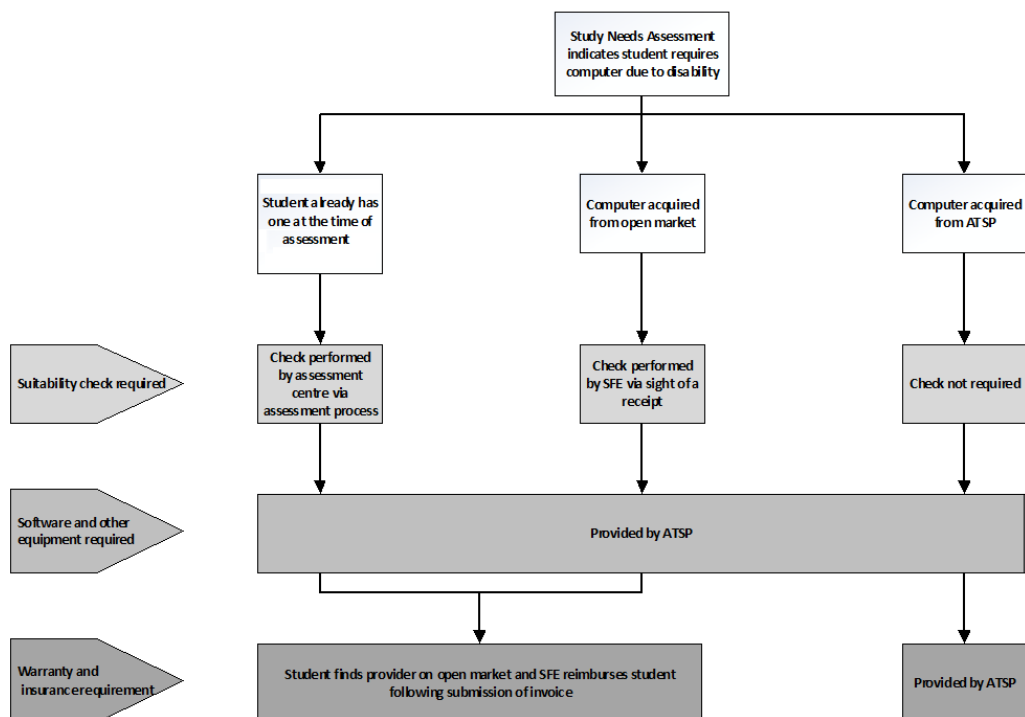 Study Needs Assessment
indicates student requires
computer due to disability
Student already has
one at the time of
assessment
Computer acquired
from open market
Computer acquired
from ATSP
Suitability check required
Check performed
by assessment
centre via
assessment process
Check performed
by SFE via sight of a
receipt
Check not required
Software and other
equipment required
Provided by ATSP
Warranty and
insurance requirement
Student finds provider on open market and SFE reimburses student
following submission of invoice
Provided by ATSP